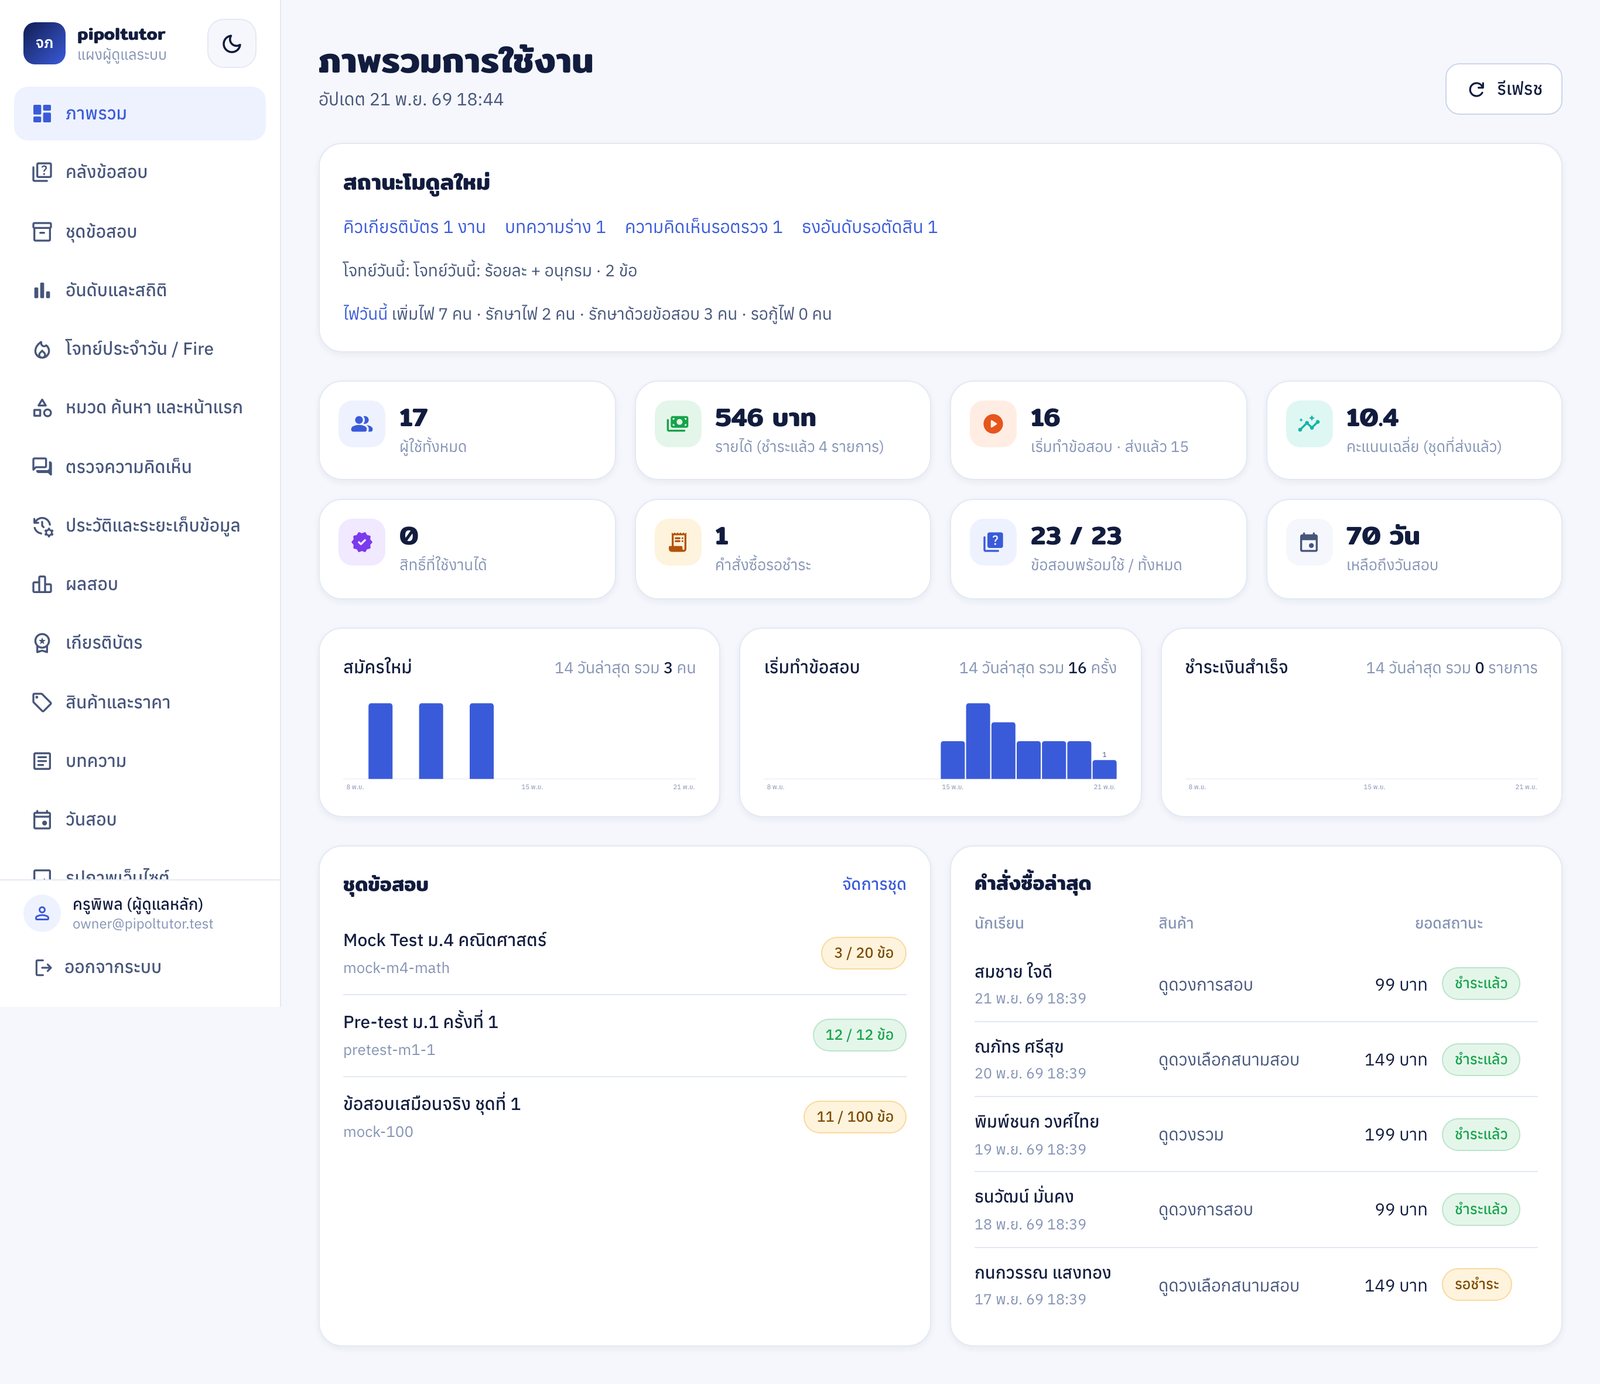 จภ
pipoltutor
แผงผู้ดูแลระบบ
ภาพรวม
คลังข้อสอบ
ชุดข้อสอบ
อันดับและสถิติ
โจทย์ประจำวัน / Fire
หมวด ค้นหา และหน้าแรก
ตรวจความคิดเห็น
ประวัติและระยะเก็บข้อมูล
ผลสอบ
เกียรติบัตร
สินค้าและราคา
บทความ
วันสอบ
รูปภาพเว็บไซต์
ครูพิพล (ผู้ดูแลหลัก)
owner@pipoltutor.test
ออกจากระบบ
ภาพรวมการใช้งาน
อัปเดต 21 พ.ย. 69 18:44
รีเฟรช
สถานะโมดูลใหม่
คิวเกียรติบัตร 1 งาน บทความร่าง 1 ความคิดเห็นรอตรวจ 1 ธงอันดับรอตัดสิน 1
โจทย์วันนี้: โจทย์วันนี้: ร้อยละ + อนุกรม · 2 ข้อ
ไฟวันนี้ เพิ่มไฟ 7 คน · รักษาไฟ 2 คน · รักษาด้วยข้อสอบ 3 คน · รอกู้ไฟ 0 คน
17
ผู้ใช้ทั้งหมด
546 บาท
รายได้ (ชำระแล้ว 4 รายการ)
16
เริ่มทำข้อสอบ · ส่งแล้ว 15
10.4
คะแนนเฉลี่ย (ชุดที่ส่งแล้ว)
0
สิทธิ์ที่ใช้งานได้
1
คำสั่งซื้อรอชำระ
23 / 23
ข้อสอบพร้อมใช้ / ทั้งหมด
70 วัน
เหลือถึงวันสอบ
สมัครใหม่ 14 วันล่าสุด รวม 3 คน
8 พ.ย. 15 พ.ย. 21 พ.ย.
เริ่มทำข้อสอบ 14 วันล่าสุด รวม 16 ครั้ง
1
8 พ.ย. 15 พ.ย. 21 พ.ย.
ชำระเงินสำเร็จ 14 วันล่าสุด รวม 0 รายการ
8 พ.ย. 15 พ.ย. 21 พ.ย.
ชุดข้อสอบ จัดการชุด
Mock Test ม.4 คณิตศาสตร์
mock-m4-math
3 / 20 ข้อ
Pre-test ม.1 ครั้งที่ 1
pretest-m1-1
12 / 12 ข้อ
ข้อสอบเสมือนจริง ชุดที่ 1
mock-100
11 / 100 ข้อ
คำสั่งซื้อล่าสุด
นักเรียน สินค้า ยอด สถานะ
สมชาย ใจดี
21 พ.ย. 69 18:39
ดูดวงการสอบ 99 บาท ชำระแล้ว
ณภัทร ศรีสุข
20 พ.ย. 69 18:39
ดูดวงเลือกสนามสอบ 149 บาท ชำระแล้ว
พิมพ์ชนก วงศ์ไทย
19 พ.ย. 69 18:39
ดูดวงรวม 199 บาท ชำระแล้ว
ธนวัฒน์ มั่นคง
18 พ.ย. 69 18:39
ดูดวงการสอบ 99 บาท ชำระแล้ว
กนกวรรณ แสงทอง
17 พ.ย. 69 18:39
ดูดวงเลือกสนามสอบ 149 บาท รอชำระ